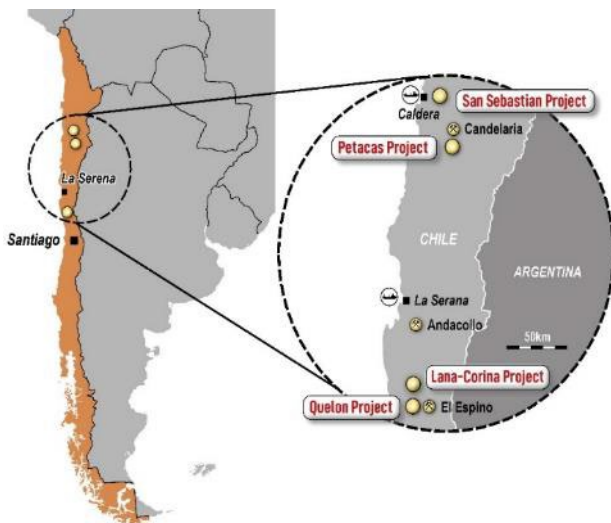 La Serena
Santiago
San Sebastian Project
Caldera
Candelaria
Petacas Project
CHILE
ARGENTINA
La Serana
Andacollo
50km
Lana-Corina Project
Quelon Project
El Espino